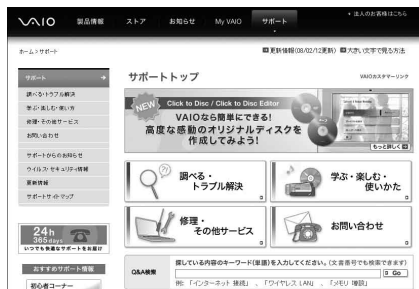 VAIO 製品情報 ストア お知らせ My VAIO サポート
法人のお客様はこちら
ホーム > サポート
更新情報(08/02/12更新) 大きい文字で見る方法
サポート
調べる・トラブル解決
学ぶ・楽しむ・使い方
修理・その他サービス
お問い合わせ
サポートからのお知らせ
ウイルス・セキュリティ情報
更新情報
サポートサイトマップ
24h
365days
いつでも快適なサポートをお届け
おすすめサポート情報
初心者コーナー
サポートトップ
VAIOカスタマーリンク
NEW
Click to Disc / Click to Disc Editor
VAIOなら簡単にできる!
高度な感動のオリジナルディスクを
作成してみよう!
もっと詳しく
調べる・
トラブル解決
学ぶ・楽しむ・
使いかた
修理・
その他サービス
お問い合わせ
Q&A検索
探している内容のキーワード(単語)を入力してください。(文書番号でも検索できます)
Go
例: 「インターネット 接続」 、 「ワイヤレス LAN」 、 「メモリ 増設」